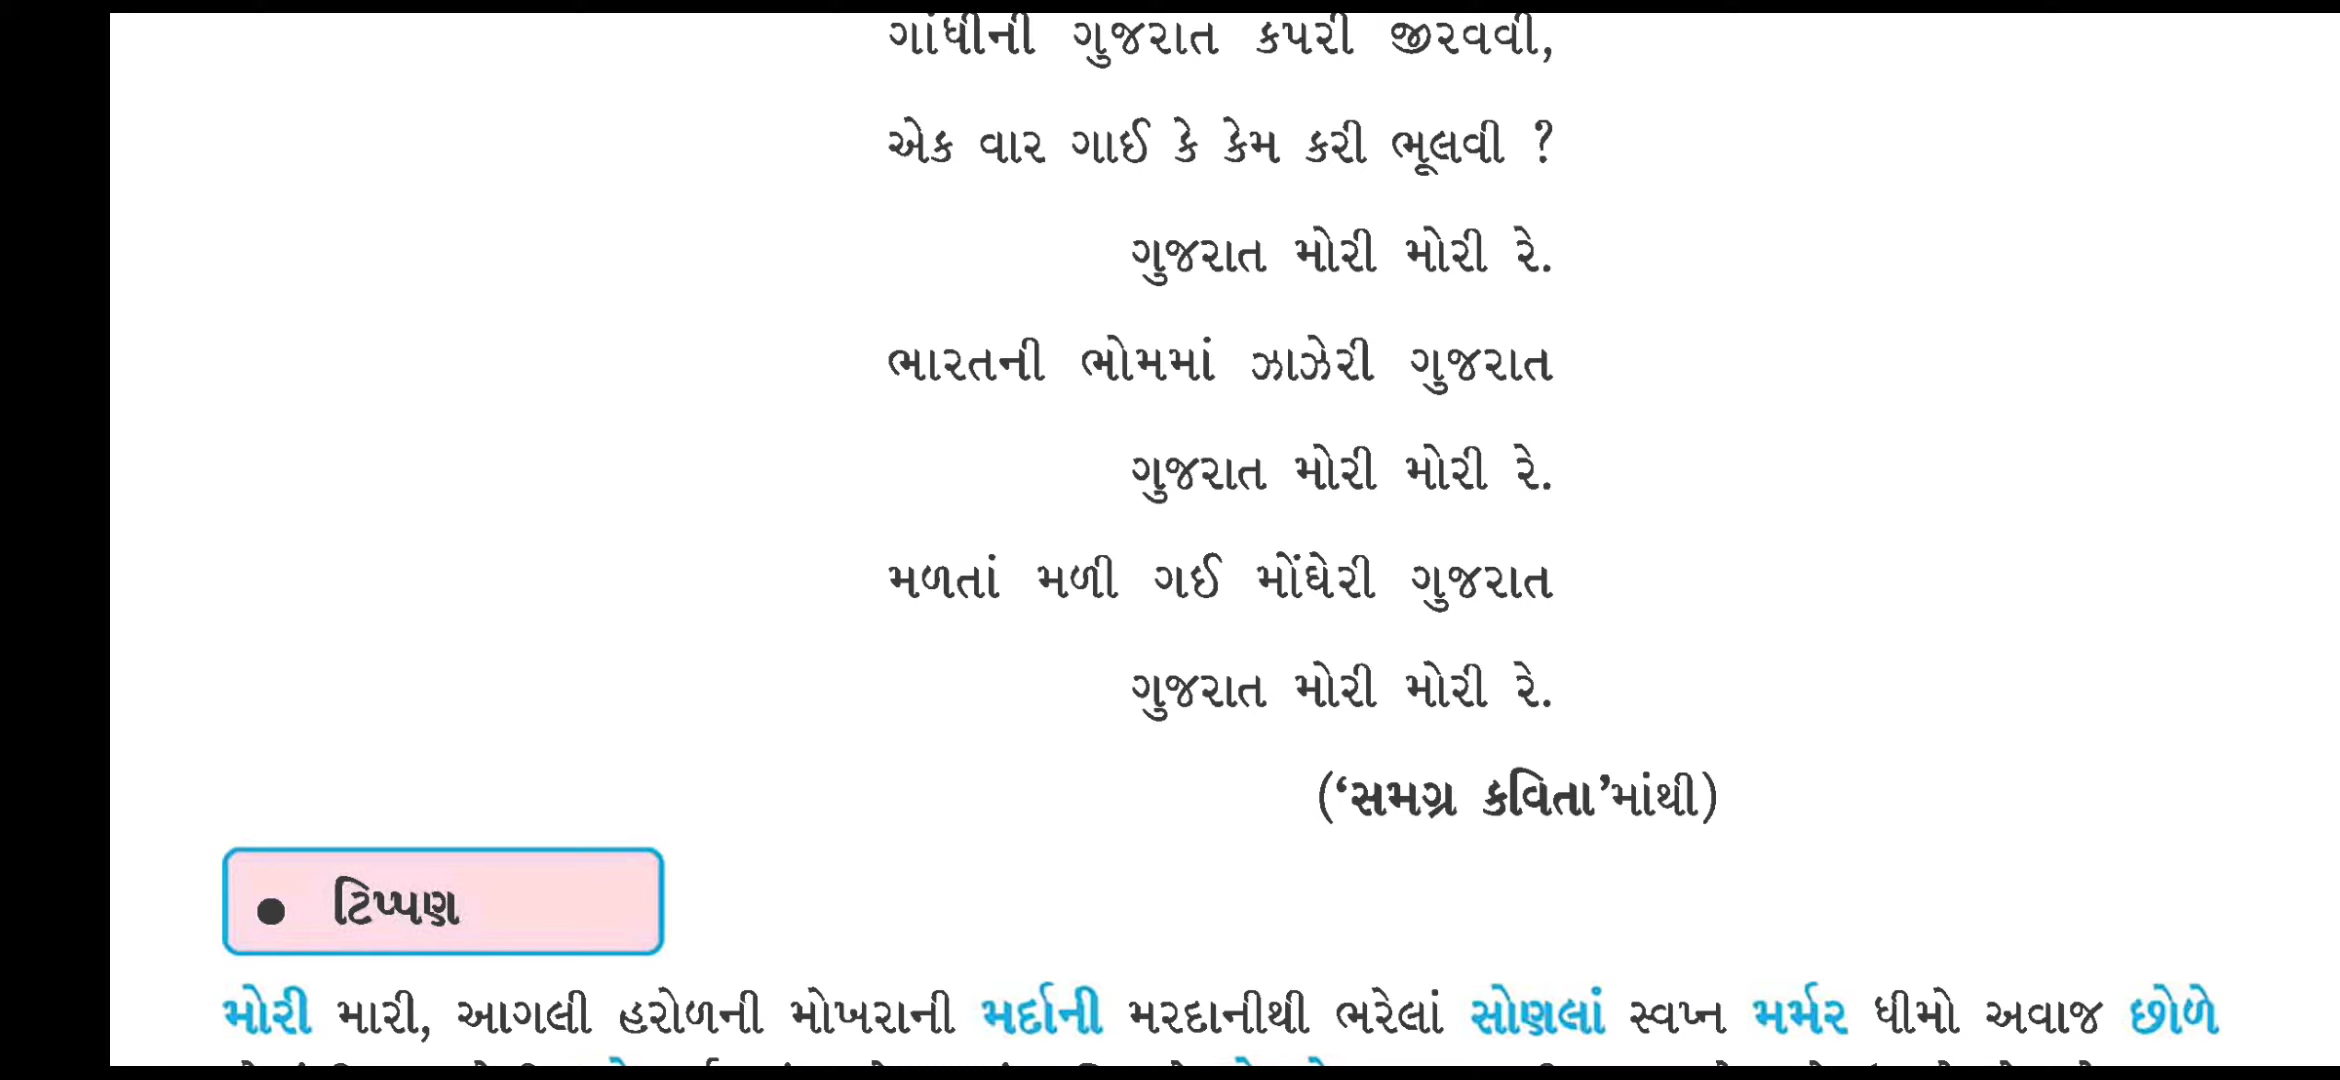 ગાંધીની ગુજરાત કપરી જીરવવી,
એક વાર ગાઈ કે કેમ કરી ભૂલવી ?
ગુજરાત મોરી મોરી રે.
ભારતની ભોમમાં ઝાઝેરી ગુજરાત
ગુજરાત મોરી મોરી રે.
મળતાં મળી ગઈ મોંઘેરી ગુજરાત
ગુજરાત મોરી મોરી રે.
(‘સમગ્ર કવિતા’માંથી)
• ટિપ્પણ
મોરી મારી, આગલી હરોળની મોખરાની મર્દાની મરદાનીથી ભરેલાં સોણલાં સ્વપ્ન મર્મર ધીમો અવાજ છોળે